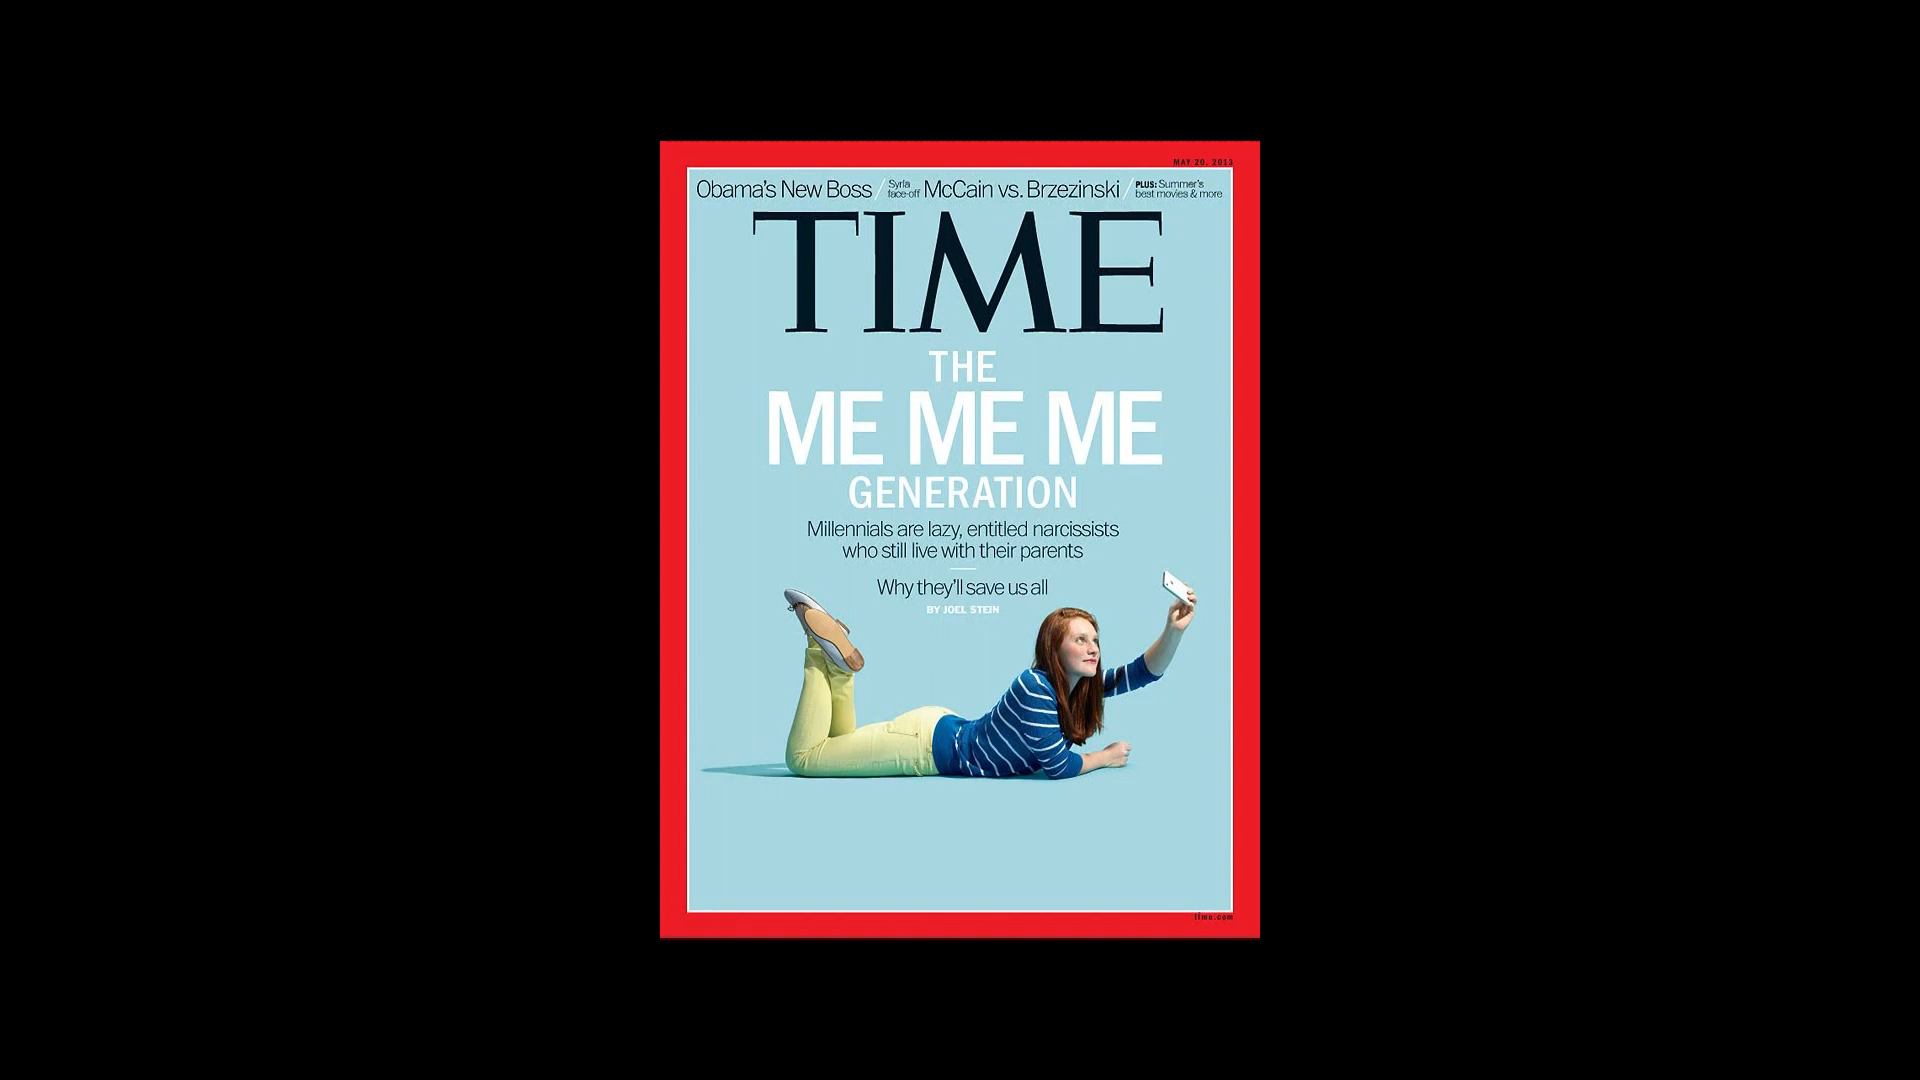 MAY 20, 2013
Obama's New Boss / Syria face-off McCain vs. Brzezinski / PLUS: Summer's best movies & more
TIME
THE
ME ME ME
GENERATION
Millennials are lazy, entitled narcissists
who still live with their parents
Why they'll save us all
BY JOEL STEIN
time.com